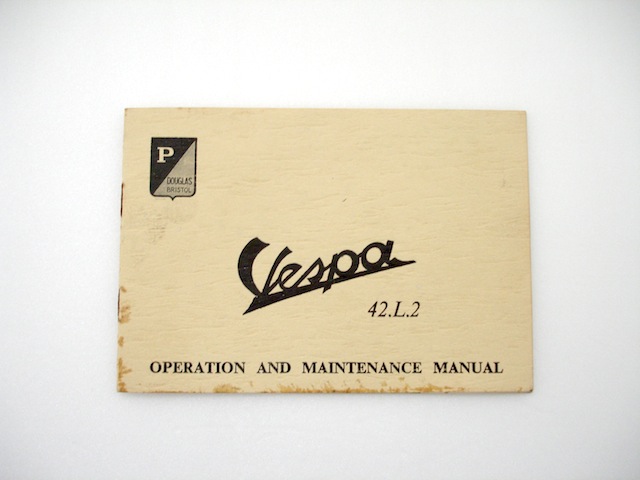 P
DOUGLAS
BRISTOL
Vespa
42.L.2
OPERATION AND MAINTENANCE MANUAL